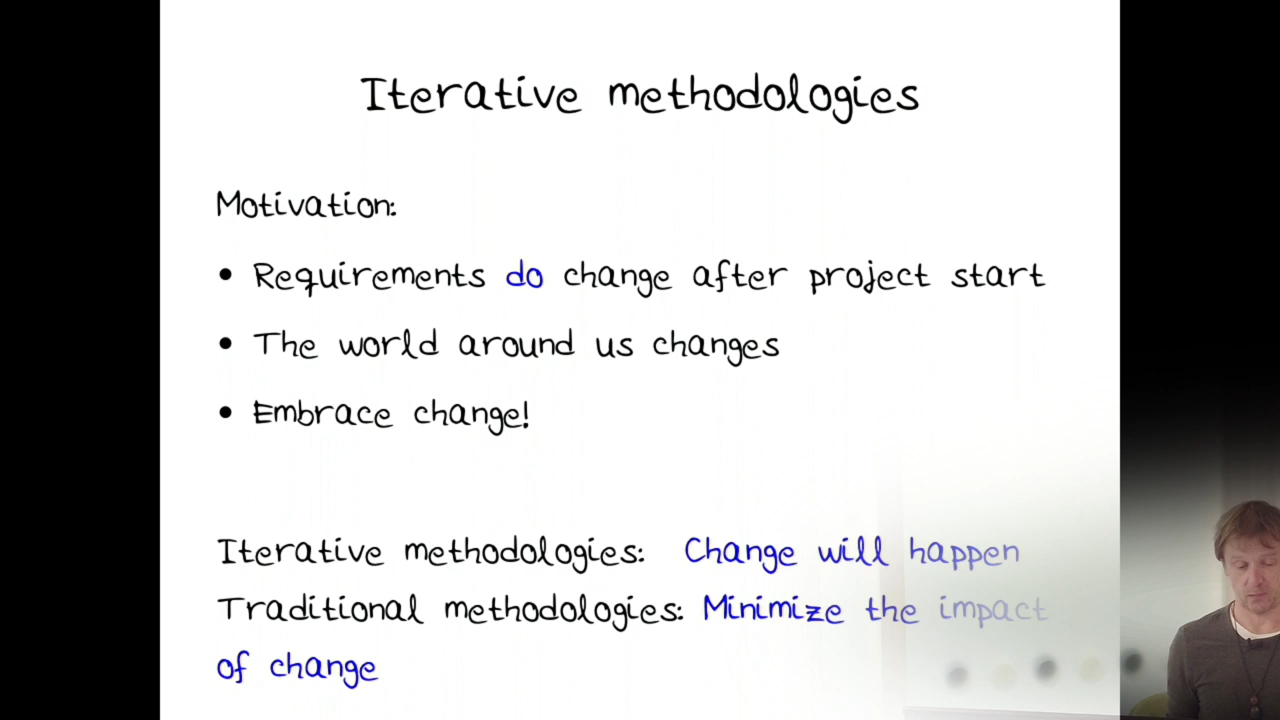 Iterative methodologies
Motivation:
• Requirements do change after project start
• The world around us changes
• Embrace change!
Iterative methodologies: Change will happen
Traditional methodologies: Minimize the impact
of change